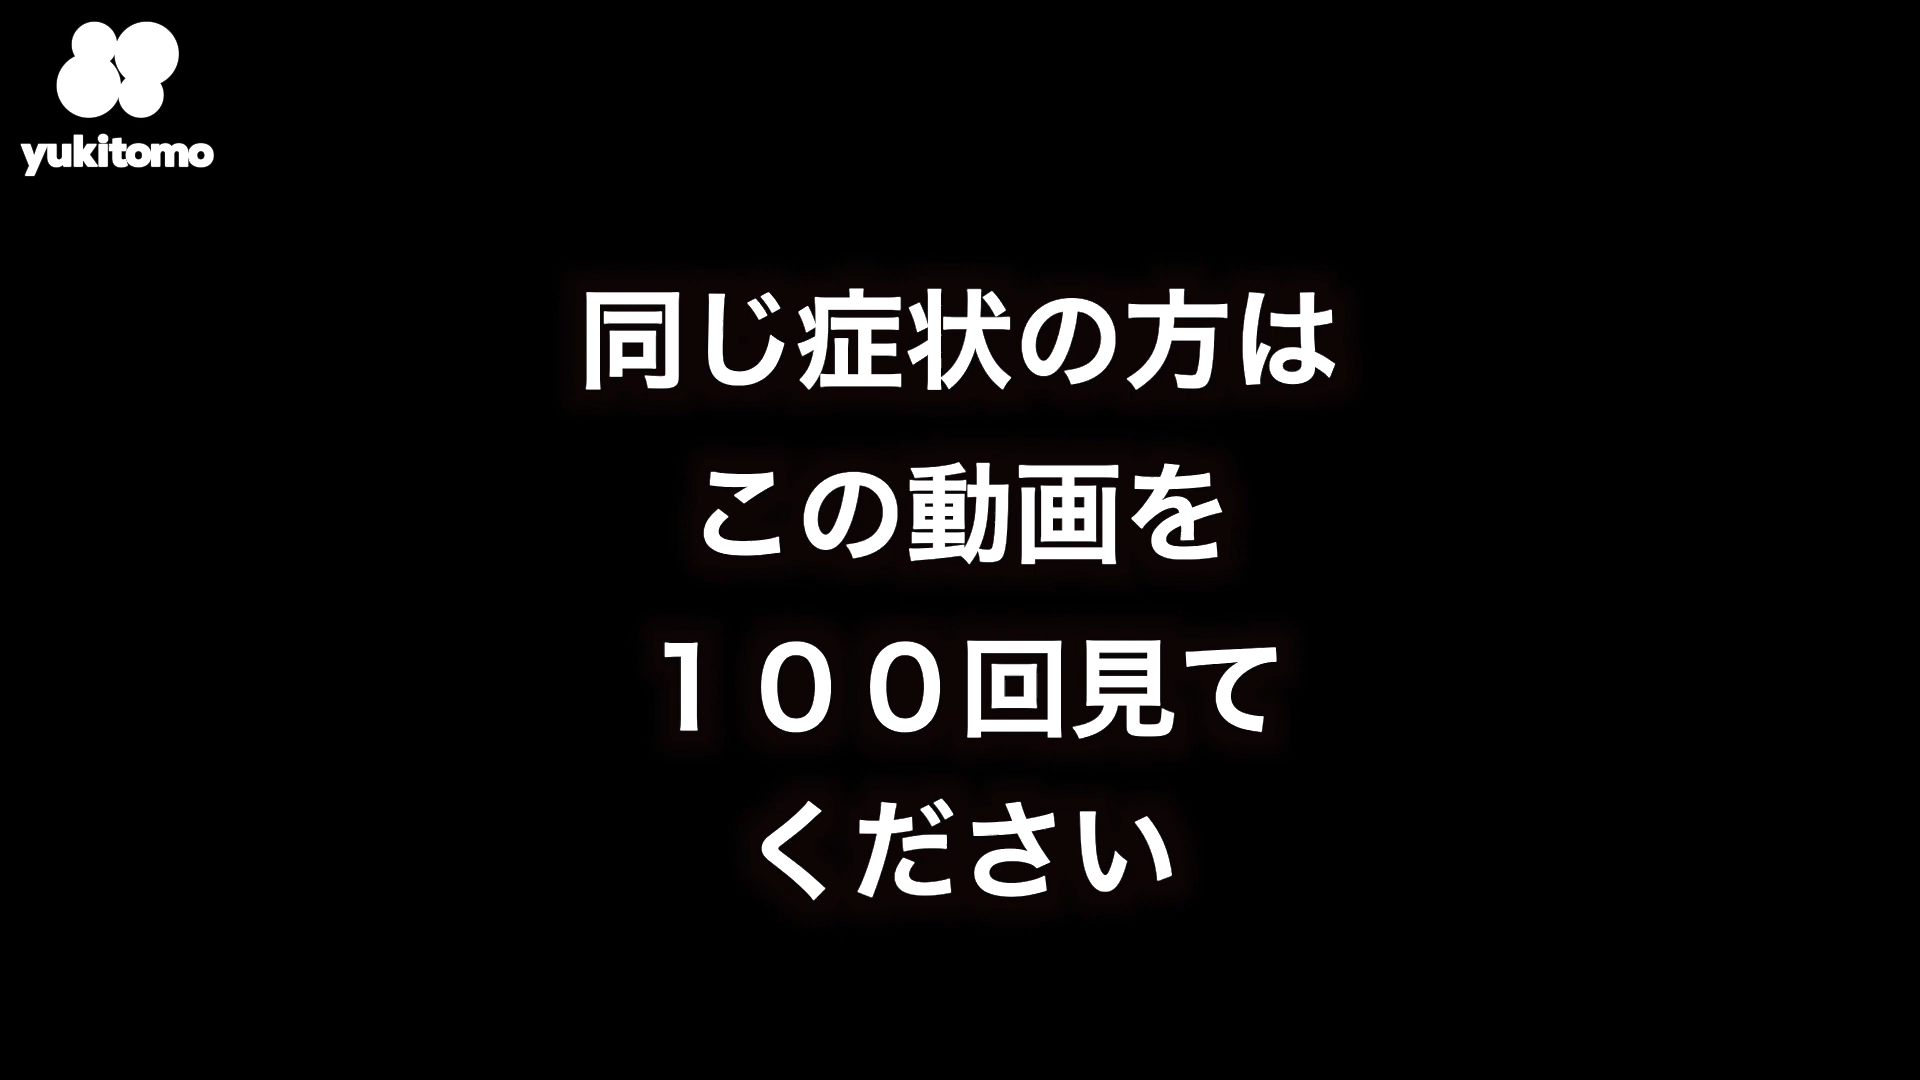 yukitomo
同じ症状の方は
この動画を
１００回見て
ください